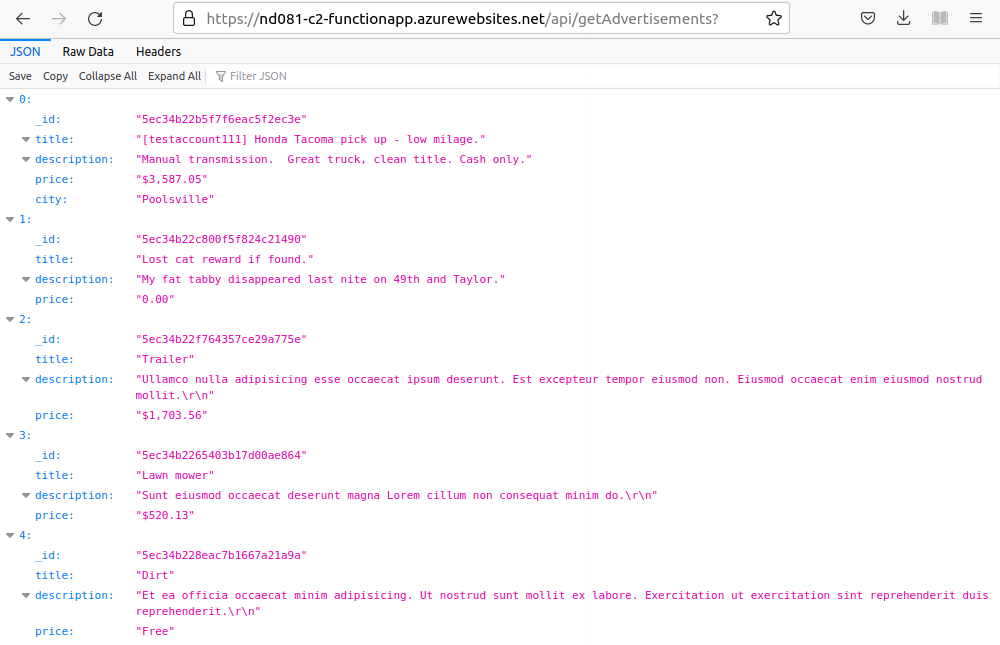 https://nd081-c2-functionapp.azurewebsites.net/api/getAdvertisements?
JSON Raw Data Headers
Save Copy Collapse All Expand All Filter JSON
0:
_id: "5ec34b22b5f7f6eac5f2ec3e"
title: "[testaccount111] Honda Tacoma pick up - low milage."
description: "Manual transmission.  Great truck, clean title. Cash only."
price: "$3,587.05"
city: "Poolsville"
1:
_id: "5ec34b22c800f5f824c21490"
title: "Lost cat reward if found."
description: "My fat tabby disappeared last nite on 49th and Taylor."
price: "0.00"
2:
_id: "5ec34b22f764357ce29a775e"
title: "Trailer"
description: "Ullamco nulla adipisicing esse occaecat ipsum deserunt. Est excepteur tempor eiusmod non. Eiusmod occaecat enim eiusmod nostrud
mollit.\r\n"
price: "$1,703.56"
3:
_id: "5ec34b2265403b17d00ae864"
title: "Lawn mower"
description: "Sunt eiusmod occaecat deserunt magna Lorem cillum non consequat minim do.\r\n"
price: "$520.13"
4:
_id: "5ec34b228eac7b1667a21a9a"
title: "Dirt"
description: "Et ea officia occaecat minim adipisicing. Ut nostrud sunt mollit ex labore. Exercitation ut exercitation sint reprehenderit duis
reprehenderit.\r\n"
price: "Free"